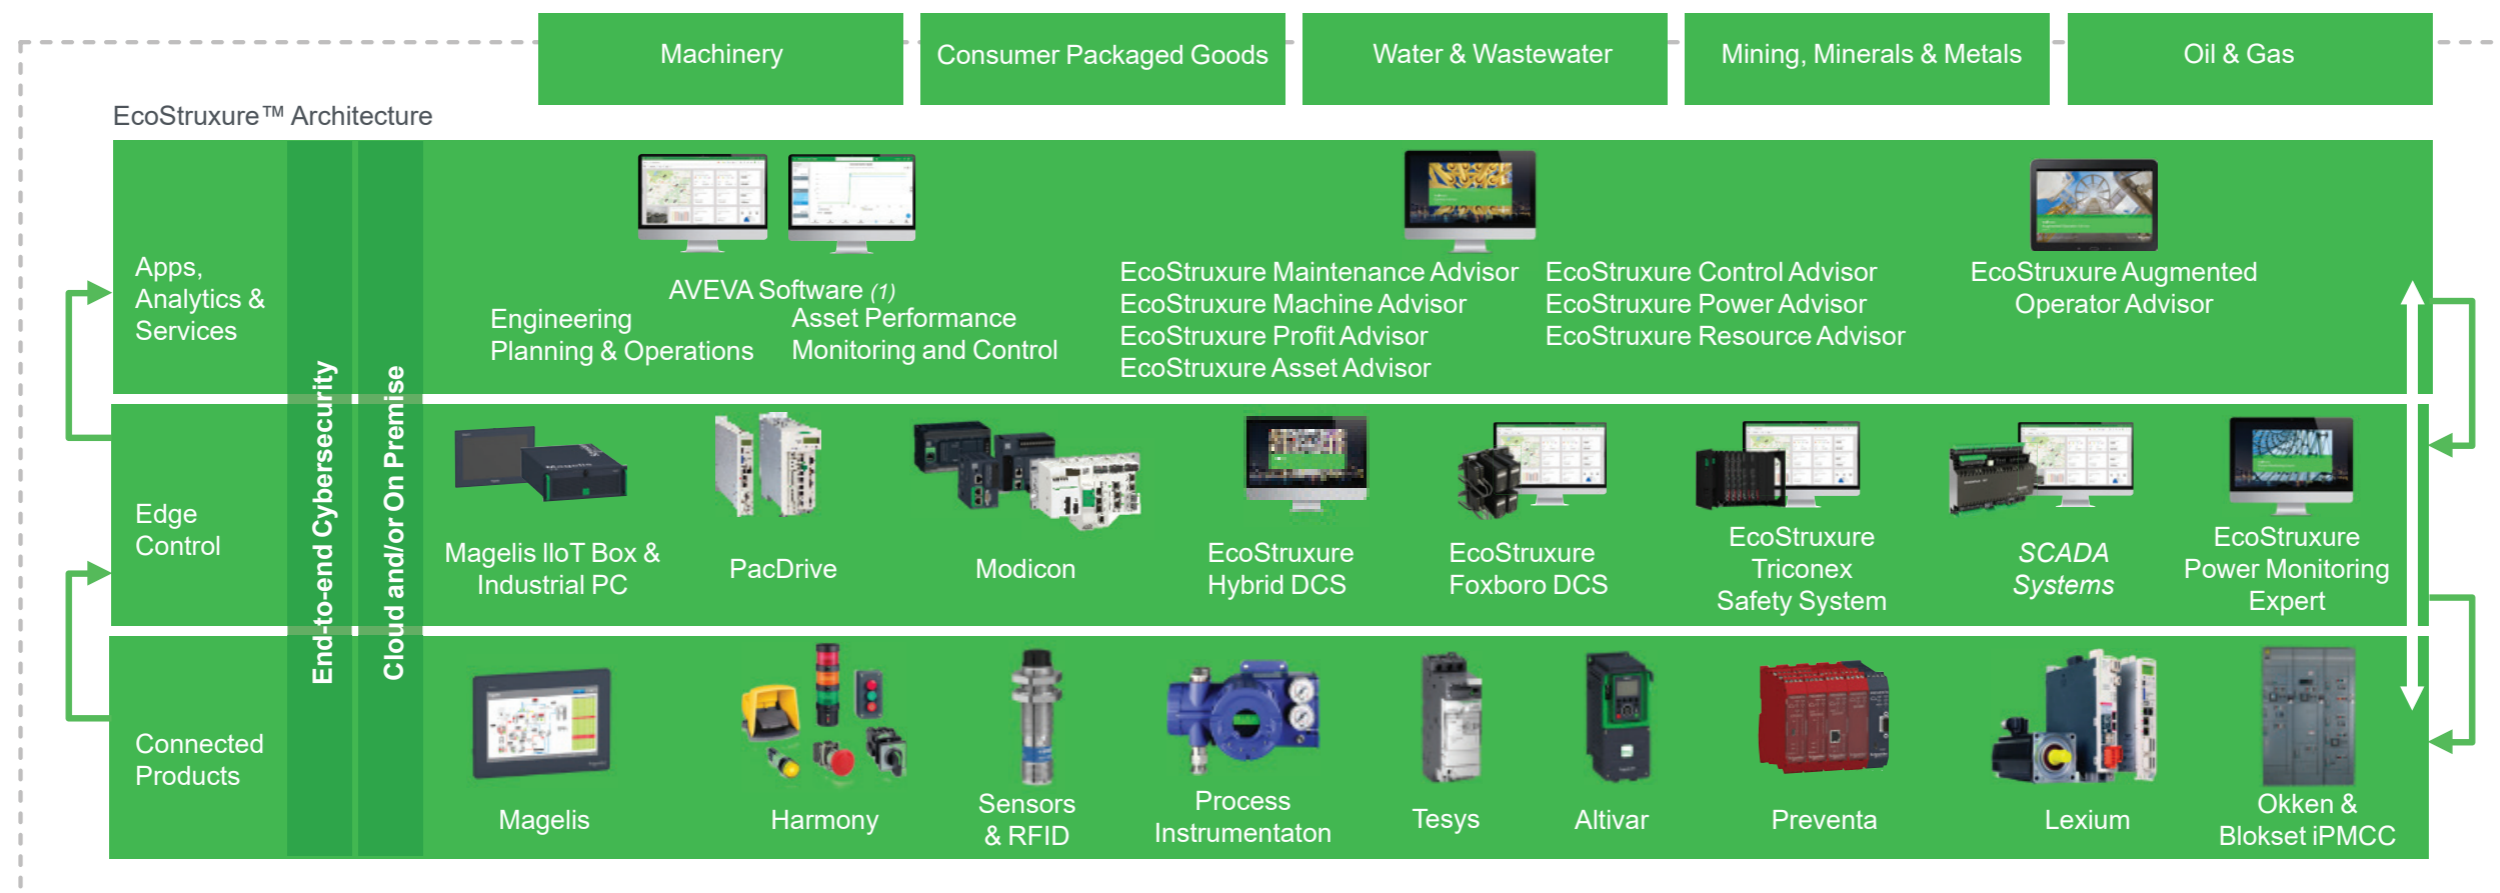 Machinery
Consumer Packaged Goods
Water & Wastewater
Mining, Minerals & Metals
Oil & Gas
EcoStruxure™ Architecture
Apps,
Analytics &
Services
AVEVA Software (1)
Engineering
Planning & Operations
Asset Performance
Monitoring and Control
EcoStruxure Maintenance Advisor
EcoStruxure Machine Advisor
EcoStruxure Profit Advisor
EcoStruxure Asset Advisor
EcoStruxure Control Advisor
EcoStruxure Power Advisor
EcoStruxure Resource Advisor
EcoStruxure Augmented
Operator Advisor
End-to-end Cybersecurity
Cloud and/or On Premise
Edge
Control
Magelis
Magelis IIoT Box &
Industrial PC
PacDrive
Modicon
EcoStruxure
Hybrid DCS
EcoStruxure
Foxboro DCS
EcoStruxure
Triconex
Safety System
SCADA
Systems
EcoStruxure
Power Monitoring
Expert
Connected
Products
Magelis
Harmony
Sensors
& RFID
Process
Instrumentaton
Tesys
Altivar
Preventa
Lexium
Okken &
Blokset iPMCC